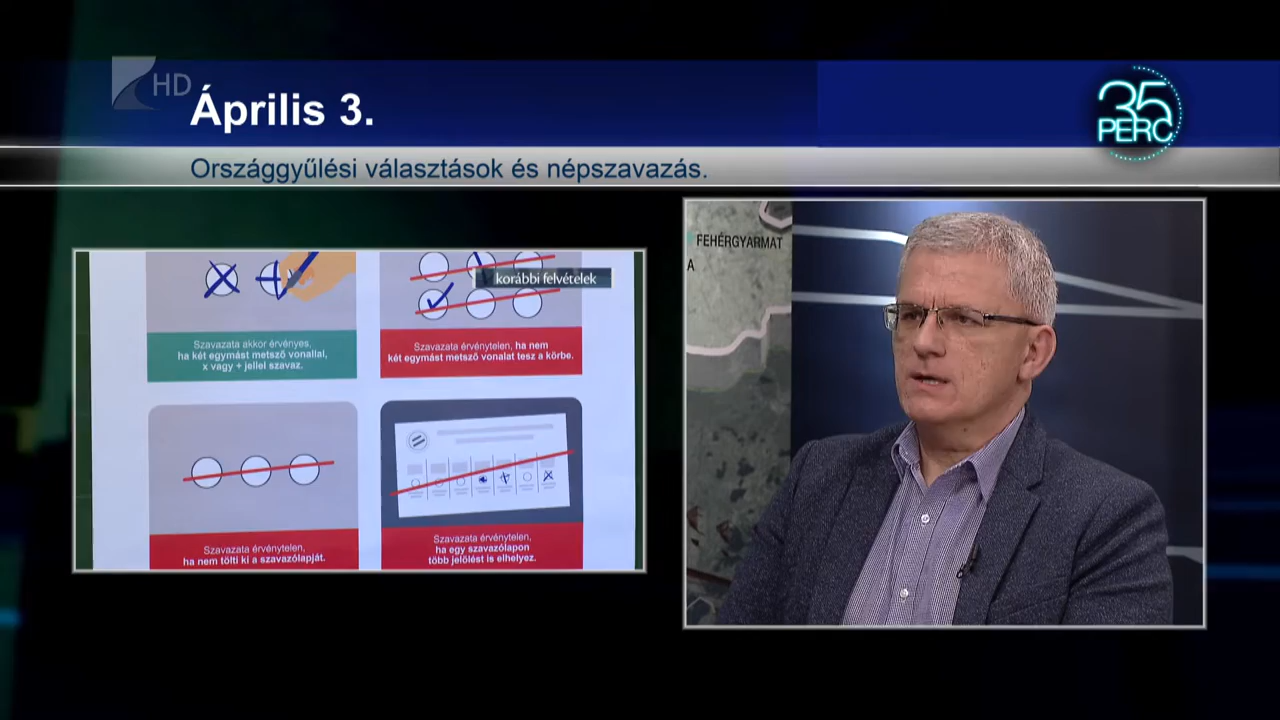 HD
Április 3.
35
PERC
Országgyűlési választások és népszavazás.
korábbi felvételek
Szavazata akkor érvényes,
ha két egymást metsző vonallal,
x vagy + jellel szavaz.
Szavazata érvénytelen, ha nem
két egymást metsző vonalat tesz a körbe.
Szavazata érvénytelen,
ha nem tölti ki a szavazólapját.
Szavazata érvénytelen,
ha egy szavazólapon
több jelölést is elhelyez.
FEHÉRGYARMAT
A